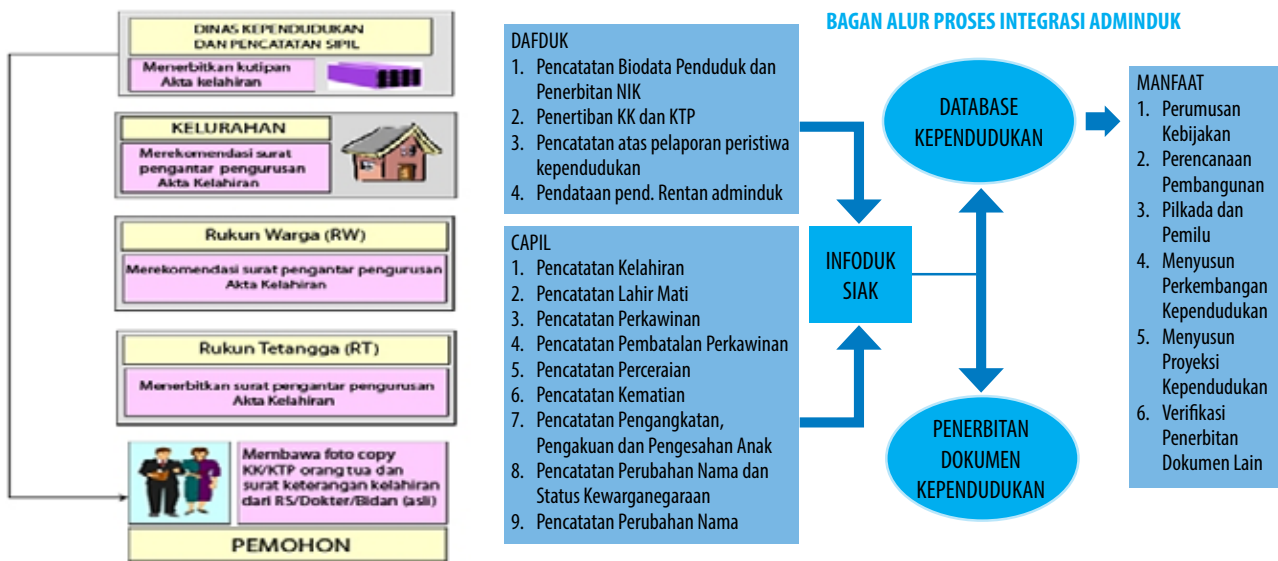 DINAS KEPENDUDUKAN
DAN PENCATATAN SIPIL
Menerbitkan kutipan
Akta kelahiran
KELURAHAN
Merekomendasi surat
pengantar pengurusan
Akta Kelahiran
Rukun Warga (RW)
Merekomendasi surat pengantar pengurusan
Akta Kelahiran
Rukun Tetangga (RT)
Menerbitkan surat pengantar pengurusan
Akta Kelahiran
Membawa foto copy
KK/KTP orang tua dan
surat keterangan kelahiran
dari RS/Dokter/Bidan (asli)
PEMOHON
BAGAN ALUR PROSES INTEGRASI ADMINDUK
DAFDUK
1. Pencatatan Biodata Penduduk dan
Penerbitan NIK
2. Penertiban KK dan KTP
3. Pencatatan atas pelaporan peristiwa
kependudukan
4. Pendataan pend. Rentan adminduk
CAPIL
1. Pencatatan Kelahiran
2. Pencatatan Lahir Mati
3. Pencatatan Perkawinan
4. Pencatatan Pembatalan Perkawinan
5. Pencatatan Perceraian
6. Pencatatan Kematian
7. Pencatatan Pengangkatan,
Pengakuan dan Pengesahan Anak
8. Pencatatan Perubahan Nama dan
Status Kewarganegaraan
9. Pencatatan Perubahan Nama
INFODUK
SIAK
DATABASE
KEPENDUDUKAN
PENERBITAN
DOKUMEN
KEPENDUDUKAN
MANFAAT
1. Perumusan
Kebijakan
2. Perencanaan
Pembangunan
3. Pilkada dan
Pemilu
4. Menyusun
Perkembangan
Kependudukan
5. Menyusun
Proyeksi
Kependudukan
6. Verifikasi
Penerbitan
Dokumen Lain